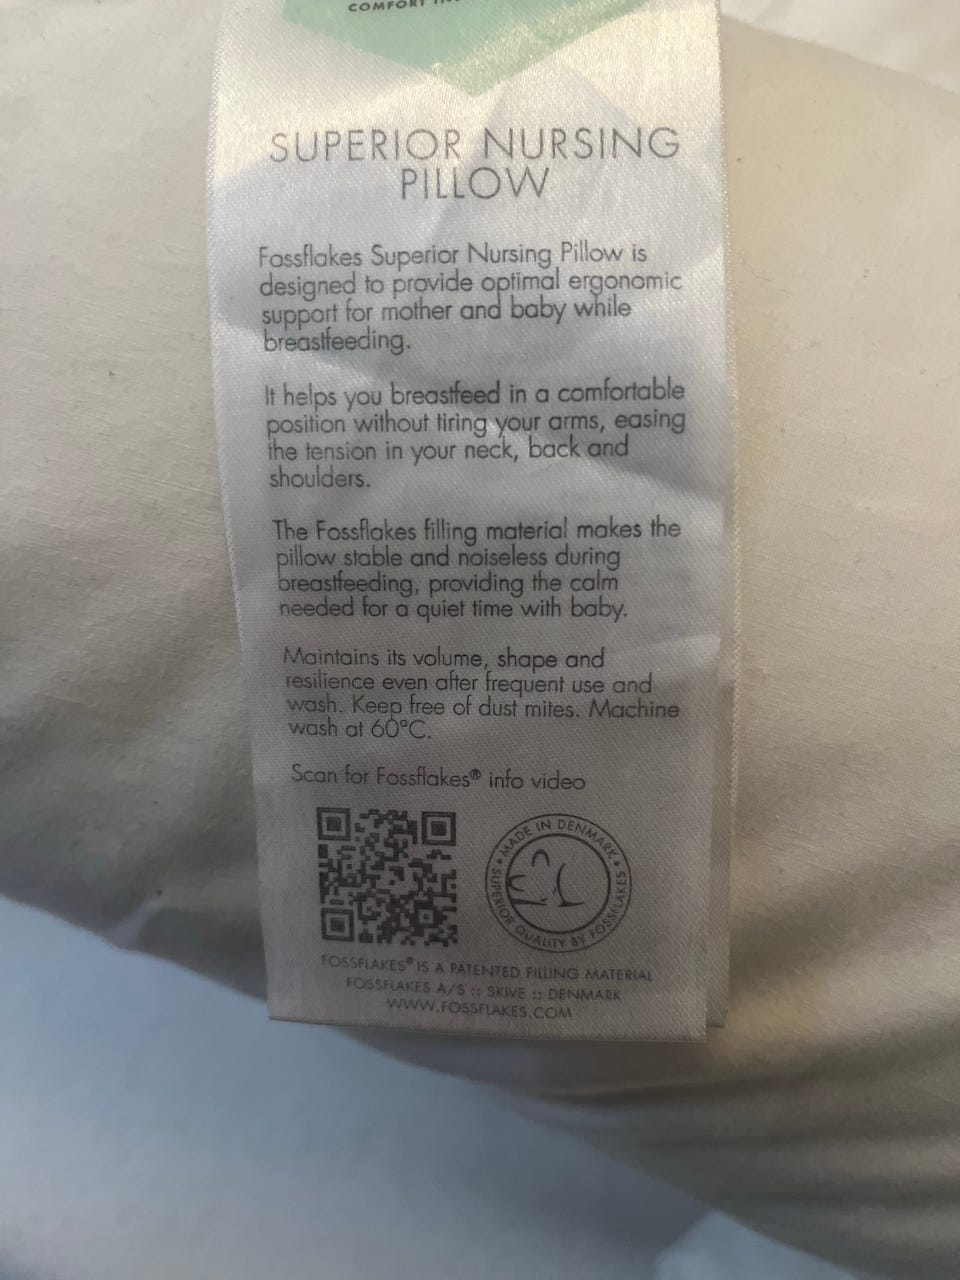 COMFORT
SUPERIOR NURSING
PILLOW
Fossflakes Superior Nursing Pillow is
designed to provide optimal ergonomic
support for mother and baby while
breastfeeding.
It helps you breastfeed in a comfortable
position without tiring your arms, easing
the tension in your neck, back and
shoulders.
The Fossflakes filling material makes the
pillow stable and noiseless during
breastfeeding, providing the calm
needed for a quiet time with baby.
Maintains its volume, shape and
resilience even after frequent use and
wash. Keep free of dust mites. Machine
wash at 60°C.
Scan for Fossflakes® info video
• MADE IN DENMARK •
SUPERIOR QUALITY BY FOSSFLAKES
FOSSFLAKES® IS A PATENTED FILLING MATERIAL
FOSSFLAKES A/S :: SKIVE :: DENMARK
WWW.FOSSFLAKES.COM